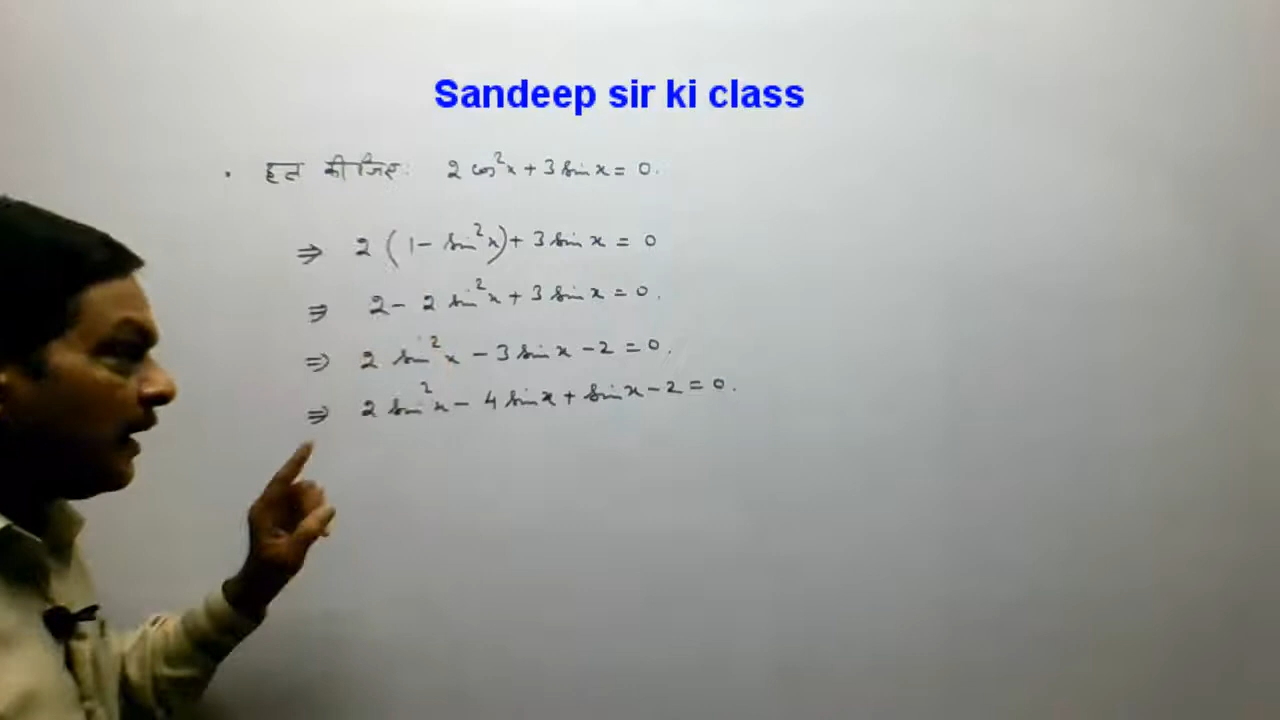 Sandeep sir ki class
• हल कीजिए: 2 cos²x + 3 sin x = 0.
⇒ 2 (1 - sin²x) + 3 sin x = 0
⇒ 2 - 2 sin²x + 3 sin x = 0.
⇒ 2 sin²x - 3 sin x - 2 = 0.
⇒ 2 sin²x - 4 sin x + sin x - 2 = 0.